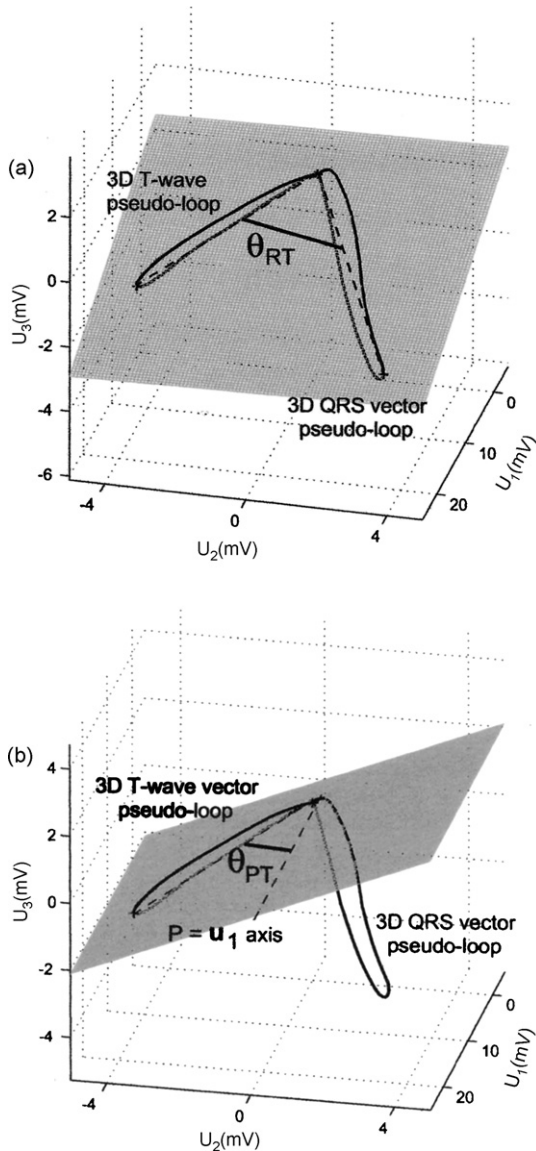 (a)
3D T-wave
pseudo-loop
θRT
3D QRS vector
pseudo-loop
U3(mV)
2
0
-2
-4
-6
-4
0
4
U2(mV)
0
10
20
U1(mV)
(b)
3D T-wave vector
pseudo-loop
θPT
P = u1 axis
3D QRS vector
pseudo-loop
U3(mV)
4
2
0
-2
-4
-4
0
4
U2(mV)
0
10
20
U1(mV)